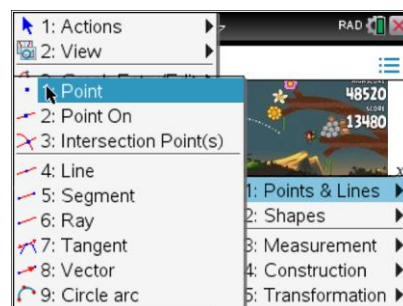 1: Actions
2: View
RAD
1: Point
2: Point On
3: Intersection Point(s)
4: Line
5: Segment
6: Ray
7: Tangent
8: Vector
9: Circle arc
48520
SCORE
13480
x
1: Points & Lines
2: Shapes
3: Measurement
4: Construction
5: Transformation